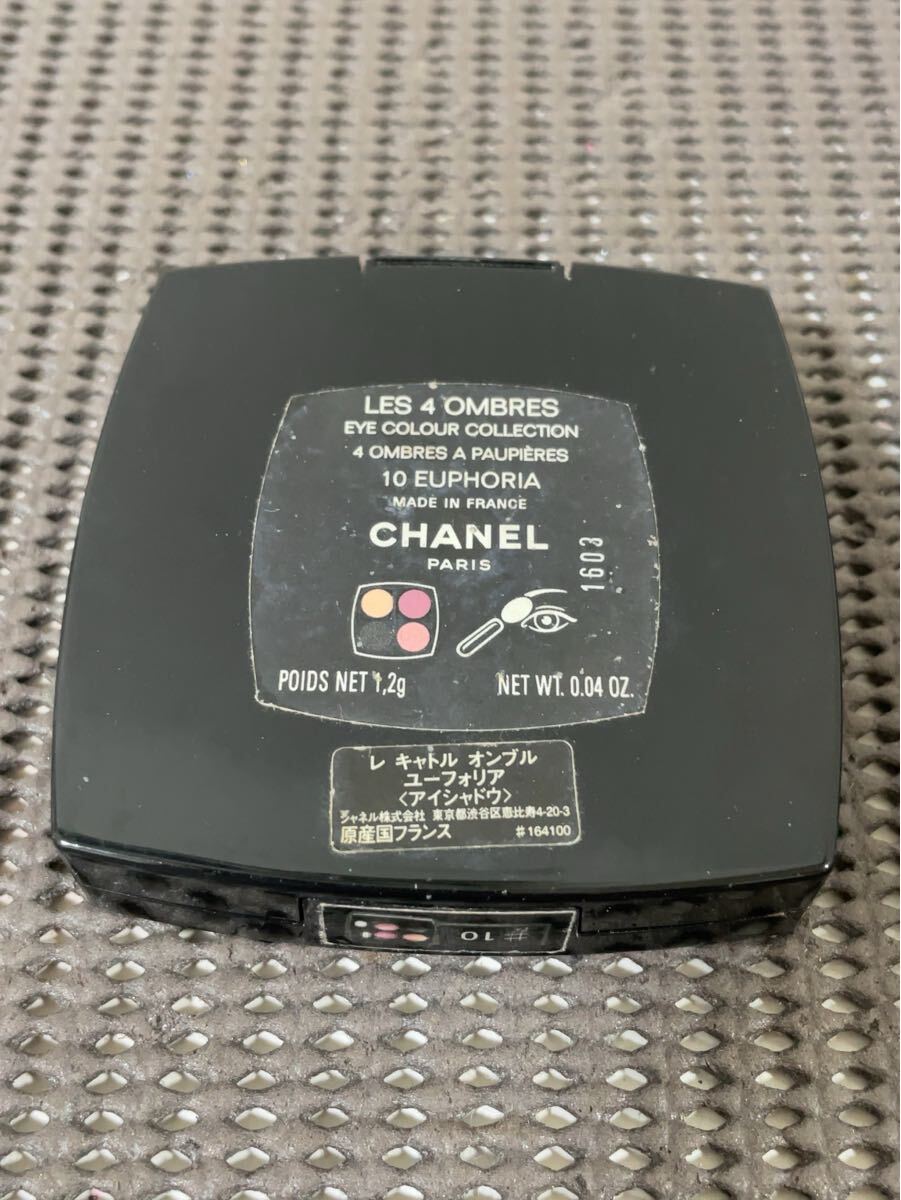 LES 4 OMBRES
EYE COLOUR COLLECTION
4 OMBRES A PAUPIÈRES
10 EUPHORIA
MADE IN FRANCE
CHANEL
PARIS
1603
POIDS NET 1,2g
NET WT. 0.04 OZ.
レ キャトル オンブル
ユーフォリア
〈アイシャドウ〉
シャネル株式会社 東京都渋谷区恵比寿4-20-3
原産国フランス #164100
# 10